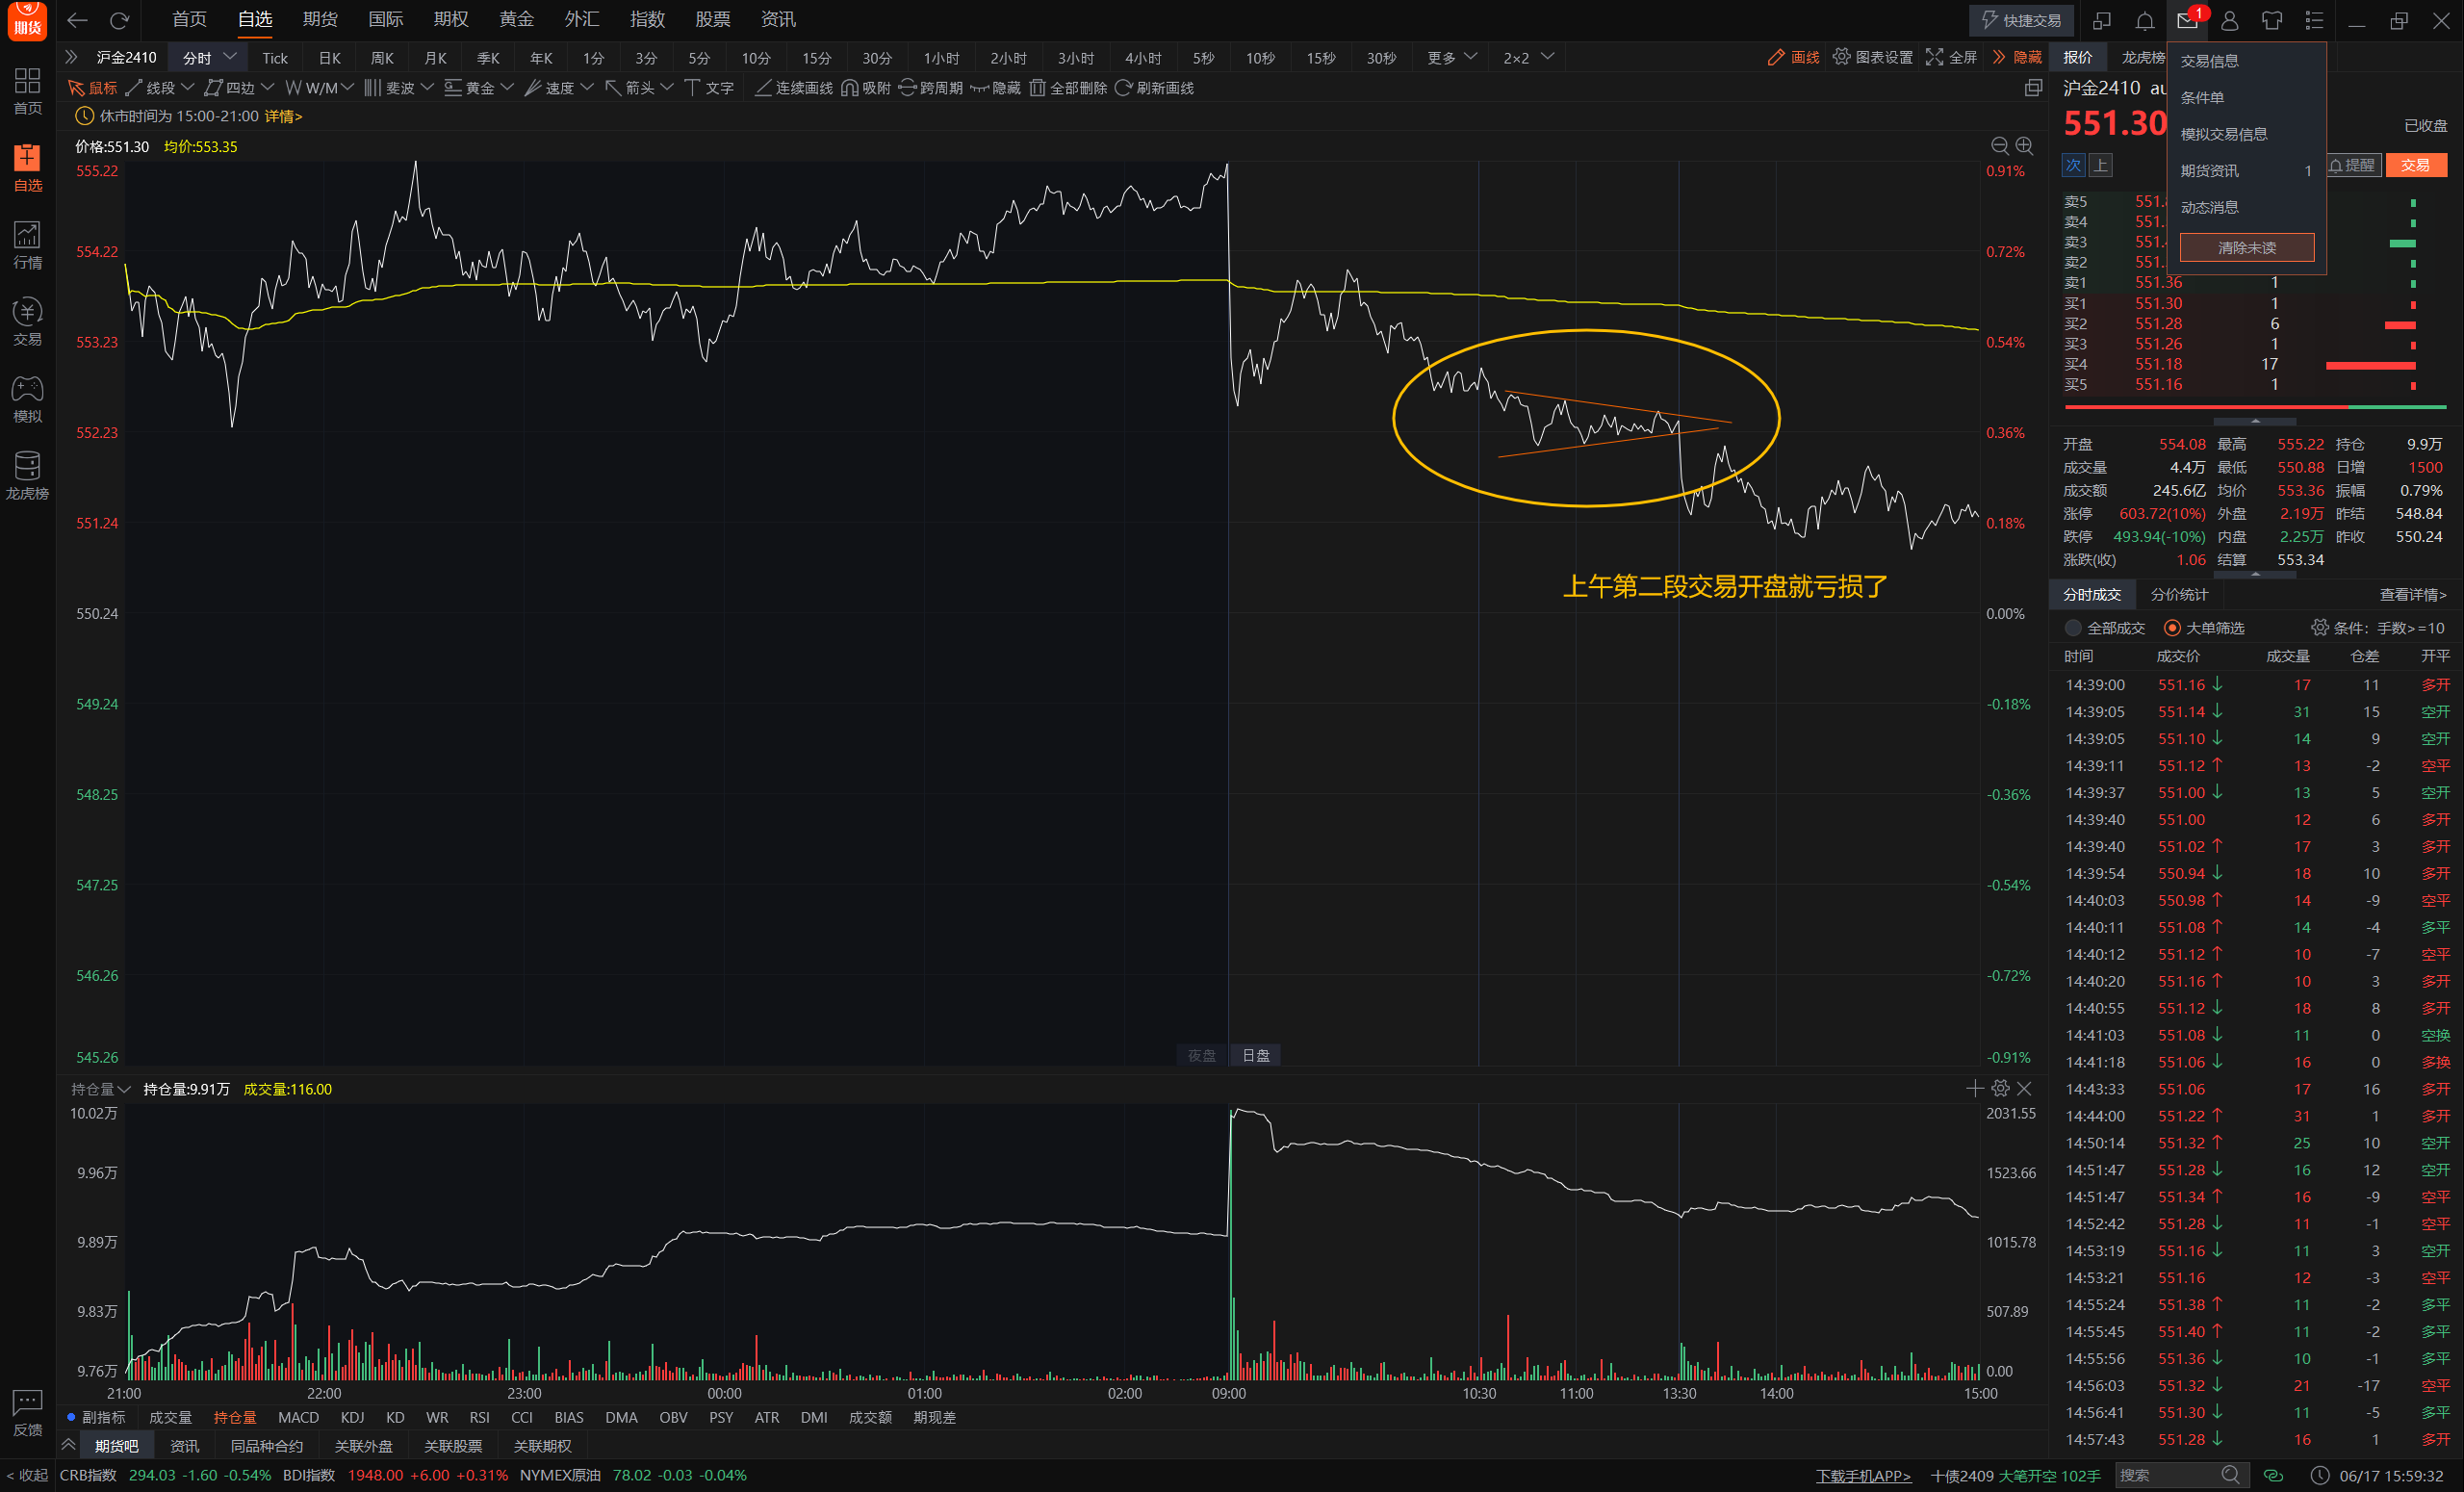 期货
首页 自选 期货 国际 期权 黄金 外汇 指数 股票 资讯
快捷交易 1
首页
自选
行情
交易
模拟
龙虎榜
反馈
< 收起
沪金2410 分时 Tick 日K 周K 月K 季K 年K 1分 3分 5分 10分 15分 30分 1小时 2小时 3小时 4小时 5秒 10秒 15秒 30秒 更多 2×2
画线 图表设置 全屏 隐藏
鼠标 线段 四边 W/M 斐波 黄金 速度 箭头 文字 连续画线 吸附 跨周期 隐藏 全部删除 刷新画线
休市时间为 15:00-21:00 详情>
价格:551.30 均价:553.35
555.22 0.91%
554.22 0.72%
553.23 0.54%
552.23 0.36%
551.24 0.18%
550.24 0.00%
549.24 -0.18%
548.25 -0.36%
547.25 -0.54%
546.26 -0.72%
545.26 -0.91%
上午第二段交易开盘就亏损了
夜盘 日盘
持仓量 持仓量:9.91万 成交量:116.00
10.02万 2031.55
9.96万 1523.66
9.89万 1015.78
9.83万 507.89
9.76万 0.00
21:00 22:00 23:00 00:00 01:00 02:00 09:00 10:30 11:00 13:30 14:00 15:00
副指标 成交量 持仓量 MACD KDJ KD WR RSI CCI BIAS DMA OBV PSY ATR DMI 成交额 期现差
期货吧 资讯 同品种合约 关联外盘 关联股票 关联期权
CRB指数 294.03 -1.60 -0.54% BDI指数 1948.00 +6.00 +0.31% NYMEX原油 78.02 -0.03 -0.04%
下载手机APP> 十债2409 大笔开空 102手 搜索 06/17 15:59:32
报价 龙虎榜
沪金2410 au
551.30 已收盘
次 上 提醒 交易
交易信息
条件单
模拟交易信息
期货资讯 1
动态消息
清除未读
卖5 551.
卖4 551.
卖3 551.
卖2 551.
卖1 551.36 1
买1 551.30 1
买2 551.28 6
买3 551.26 1
买4 551.18 17
买5 551.16 1
开盘 554.08 最高 555.22 持仓 9.9万
成交量 4.4万 最低 550.88 日增 1500
成交额 245.6亿 均价 553.36 振幅 0.79%
涨停 603.72(10%) 外盘 2.19万 昨结 548.84
跌停 493.94(-10%) 内盘 2.25万 昨收 550.24
涨跌(收) 1.06 结算 553.34
分时成交 分价统计 查看详情>
全部成交 大单筛选 条件: 手数>=10
时间 成交价 成交量 仓差 开平
14:39:00 551.16 ↓ 17 11 多开
14:39:05 551.14 ↓ 31 15 空开
14:39:05 551.10 ↓ 14 9 空开
14:39:11 551.12 ↑ 13 -2 空平
14:39:37 551.00 ↓ 13 5 空开
14:39:40 551.00 12 6 多开
14:39:40 551.02 ↑ 17 3 多开
14:39:54 550.94 ↓ 18 10 多开
14:40:03 550.98 ↑ 14 -9 空平
14:40:11 551.08 ↑ 14 -4 多平
14:40:12 551.12 ↑ 10 -7 空平
14:40:20 551.16 ↑ 10 3 多开
14:40:55 551.12 ↓ 18 8 多开
14:41:03 551.08 ↓ 11 0 空换
14:41:18 551.06 ↓ 16 0 多换
14:43:33 551.06 17 16 多开
14:44:00 551.22 ↑ 31 1 多开
14:50:14 551.32 ↑ 25 10 空开
14:51:47 551.28 ↓ 16 12 空开
14:51:47 551.34 ↑ 16 -9 空平
14:52:42 551.28 ↓ 11 -1 空平
14:53:19 551.16 ↓ 11 3 空开
14:53:21 551.16 12 -3 空平
14:55:24 551.38 ↑ 11 -2 多平
14:55:45 551.40 ↑ 11 -2 多平
14:55:56 551.36 ↓ 10 -1 多平
14:56:03 551.32 ↓ 21 -17 空平
14:56:41 551.30 ↓ 11 -5 多平
14:57:43 551.28 ↓ 16 1 多开